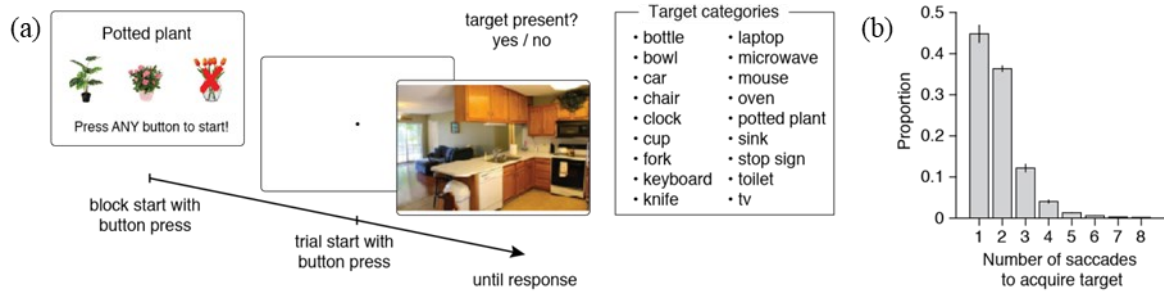 (a)
Potted plant
Press ANY button to start!
block start with
button press
trial start with
button press
until response
target present?
yes / no
Target categories
• bottle
• bowl
• car
• chair
• clock
• cup
• fork
• keyboard
• knife
• laptop
• microwave
• mouse
• oven
• potted plant
• sink
• stop sign
• toilet
• tv
(b)
Proportion
0.5
0.4
0.3
0.2
0.1
0
1 2 3 4 5 6 7 8
Number of saccades
to acquire target